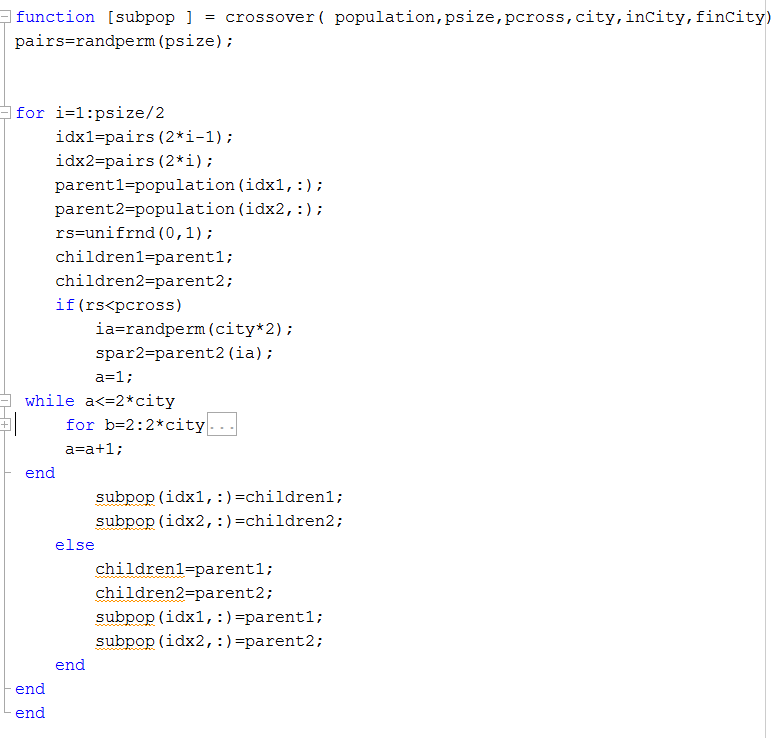 function [subpop ] = crossover( population,psize,pcross,city,inCity,finCity)
pairs=randperm(psize);
for i=1:psize/2
idx1=pairs(2*i-1);
idx2=pairs(2*i);
parent1=population(idx1,:);
parent2=population(idx2,:);
rs=unifrnd(0,1);
children1=parent1;
children2=parent2;
if(rs<pcross)
ia=randperm(city*2);
spar2=parent2(ia);
a=1;
while a<=2*city
for b=2:2*city...
a=a+1;
end
subpop(idx1,:)=children1;
subpop(idx2,:)=children2;
else
children1=parent1;
children2=parent2;
subpop(idx1,:)=parent1;
subpop(idx2,:)=parent2;
end
end
end